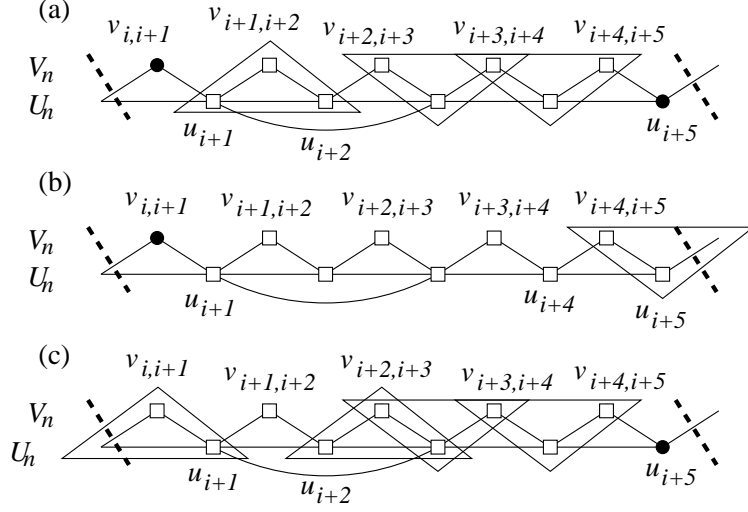 (a)
v_{i,i+1} v_{i+1,i+2} v_{i+2,i+3} v_{i+3,i+4} v_{i+4,i+5}
V_n
U_n
u_{i+1} u_{i+2} u_{i+5}
(b)
v_{i,i+1} v_{i+1,i+2} v_{i+2,i+3} v_{i+3,i+4} v_{i+4,i+5}
V_n
U_n
u_{i+1} u_{i+4} u_{i+5}
(c)
v_{i,i+1} v_{i+1,i+2} v_{i+2,i+3} v_{i+3,i+4} v_{i+4,i+5}
V_n
U_n
u_{i+1} u_{i+2} u_{i+5}